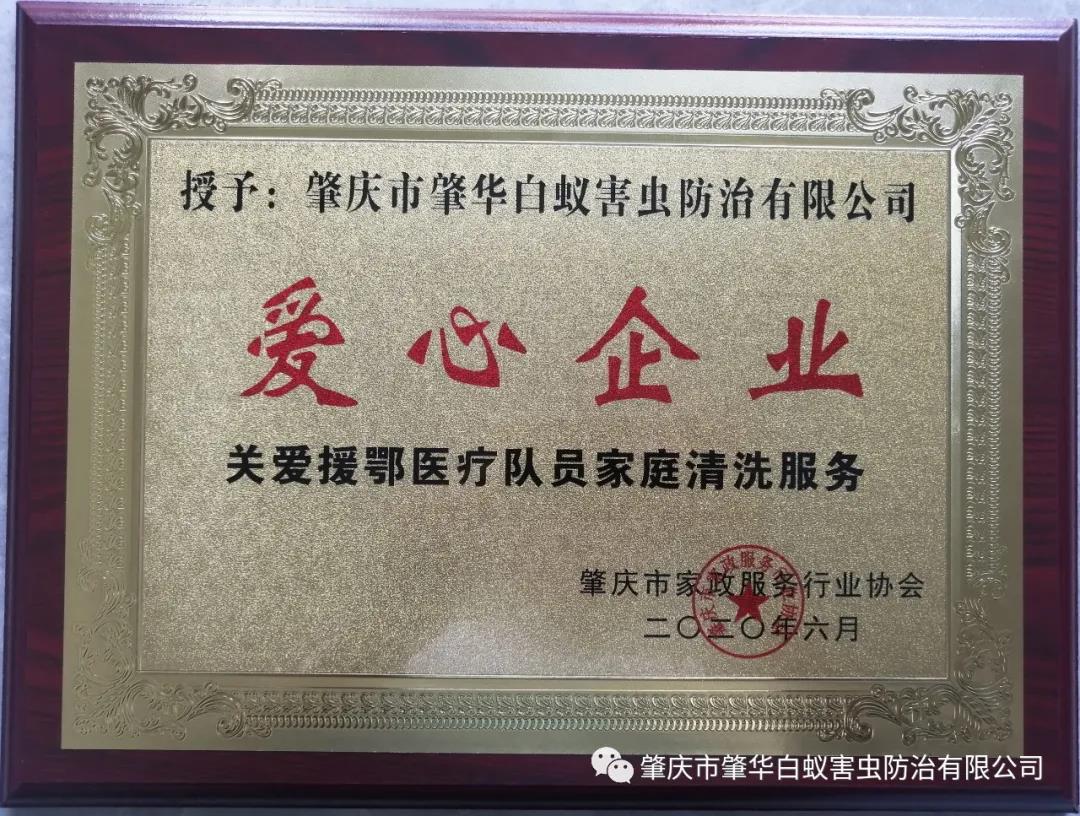 授予：肇庆市肇华白蚁害虫防治有限公司
爱心企业
关爱援鄂医疗队员家庭清洗服务
肇庆市家政服务行业协会
二〇二〇年六月
肇庆市肇华白蚁害虫防治有限公司